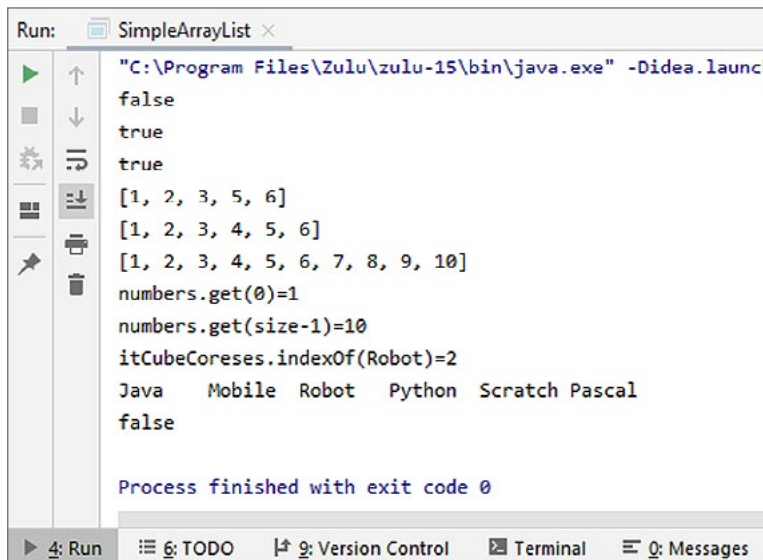 Run: SimpleArrayList ×
"C:\Program Files\Zulu\zulu-15\bin\java.exe" -Didea.launc
false
true
true
[1, 2, 3, 5, 6]
[1, 2, 3, 4, 5, 6]
[1, 2, 3, 4, 5, 6, 7, 8, 9, 10]
numbers.get(0)=1
numbers.get(size-1)=10
itCubeCoreses.indexOf(Robot)=2
Java Mobile Robot Python Scratch Pascal
false
Process finished with exit code 0
4: Run 6: TODO 9: Version Control Terminal 0: Messages